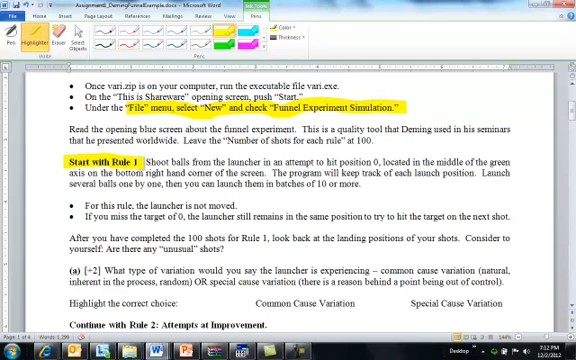 Assignment1_DemingFunnelExample.docx - Microsoft Word
File Home Insert Page Layout References Mailings Review View Pens
Pen Highlighter Eraser Select Objects
Color
Thickness
Write Pens
• Once vari.zip is on your computer, run the executable file vari.exe.
• On the "This is Shareware" opening screen, push "Start."
• Under the "File" menu, select "New" and check "Funnel Experiment Simulation."
Read the opening blue screen about the funnel experiment. This is a quality tool that Deming used in his seminars
that he presented worldwide. Leave the "Number of shots for each rule" at 100.
Start with Rule 1 Shoot balls from the launcher in an attempt to hit position 0, located in the middle of the green
axis on the bottom right hand corner of the screen. The program will keep track of each launch position. Launch
several balls one by one, then you can launch them in batches of 10 or more.
• For this rule, the launcher is not moved.
• If you miss the target of 0, the launcher still remains in the same position to try to hit the target on the next shot.
After you have completed the 100 shots for Rule 1, look back at the landing positions of your shots. Consider to
yourself: Are there any "unusual" shots?
(a) [÷2] What type of variation would you say the launcher is experiencing – common cause variation (natural,
inherent in the process, random) OR special cause variation (there is a reason behind a point being out of control).
Highlight the correct choice: Common Cause Variation Special Cause Variation
Continue with Rule 2: Attempts at Improvement.
Page: 1 of 4 Words: 1,299 144%
Desktop 7:12 PM
12/2/2012